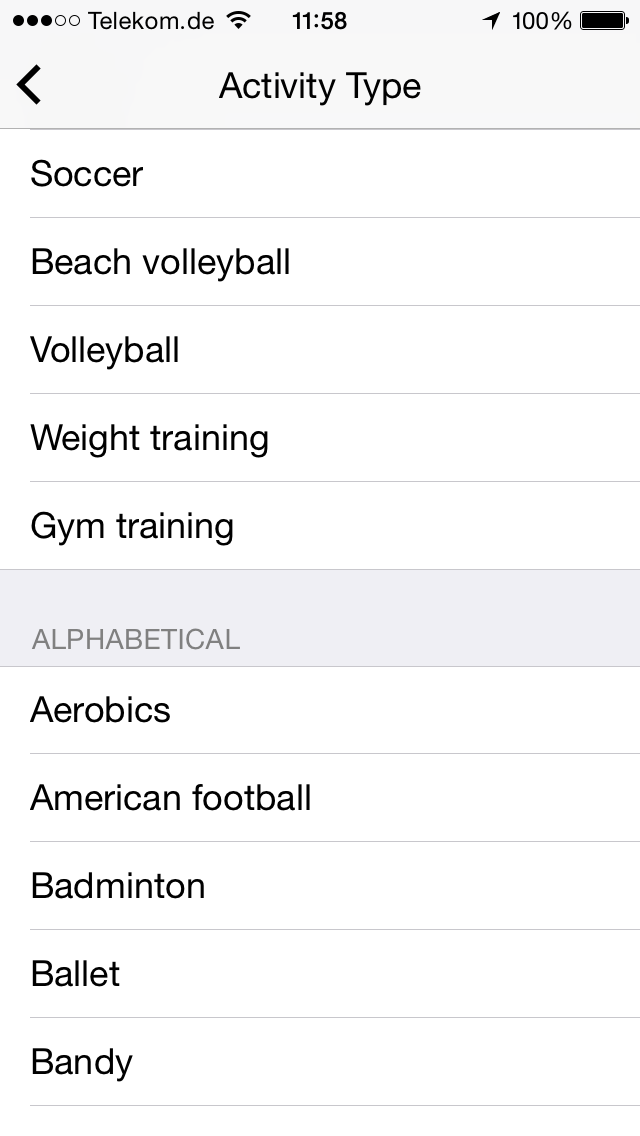 Telekom.de 11:58 100%
Activity Type
Soccer
Beach volleyball
Volleyball
Weight training
Gym training
ALPHABETICAL
Aerobics
American football
Badminton
Ballet
Bandy